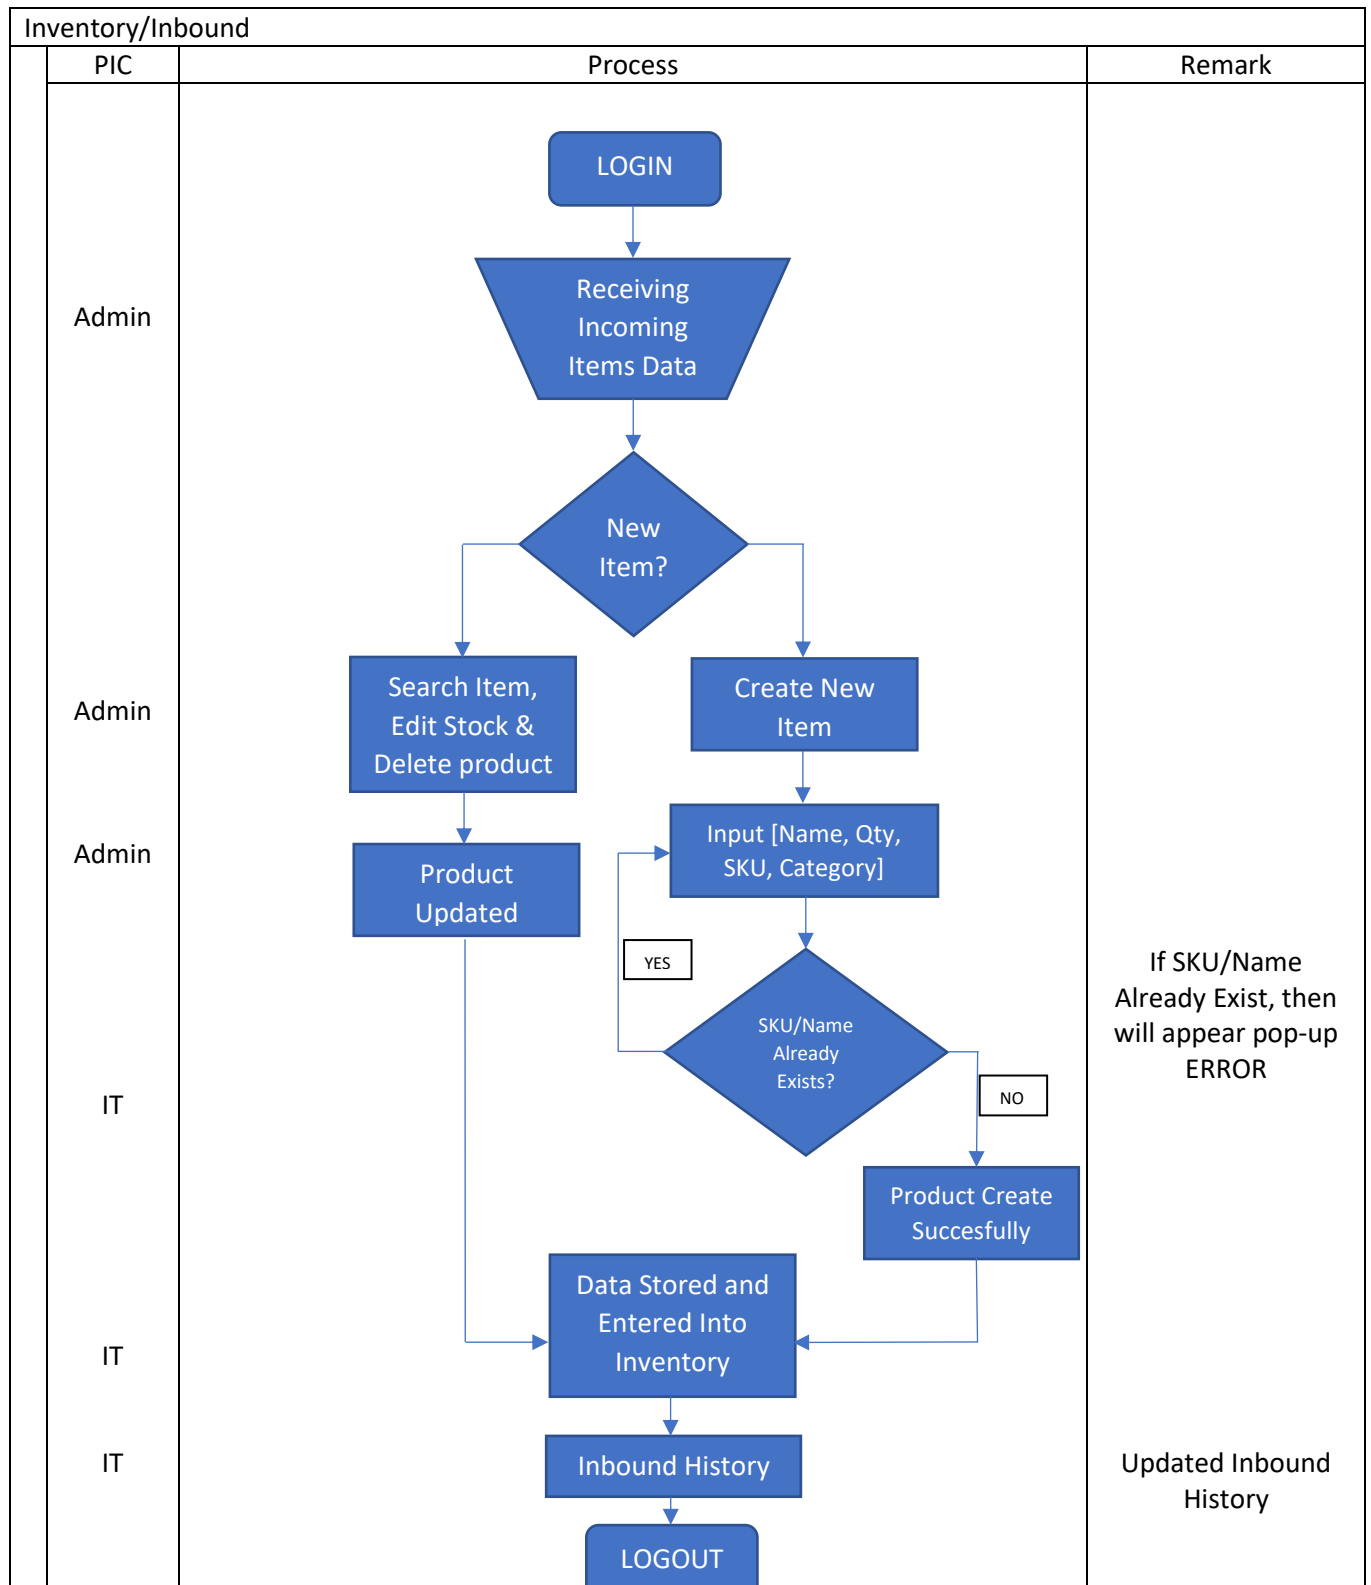 Inventory/Inbound
PIC
Process
Remark
LOGIN
Admin
Receiving
Incoming
Items Data
New
Item?
Admin
Search Item,
Edit Stock &
Delete product
Create New
Item
Admin
Product
Updated
Input [Name, Qty,
SKU, Category]
YES
SKU/Name
Already
Exists?
If SKU/Name
Already Exist, then
will appear pop-up
ERROR
IT
NO
Product Create
Succesfully
IT
Data Stored and
Entered Into
Inventory
IT
Inbound History
Updated Inbound
History
LOGOUT